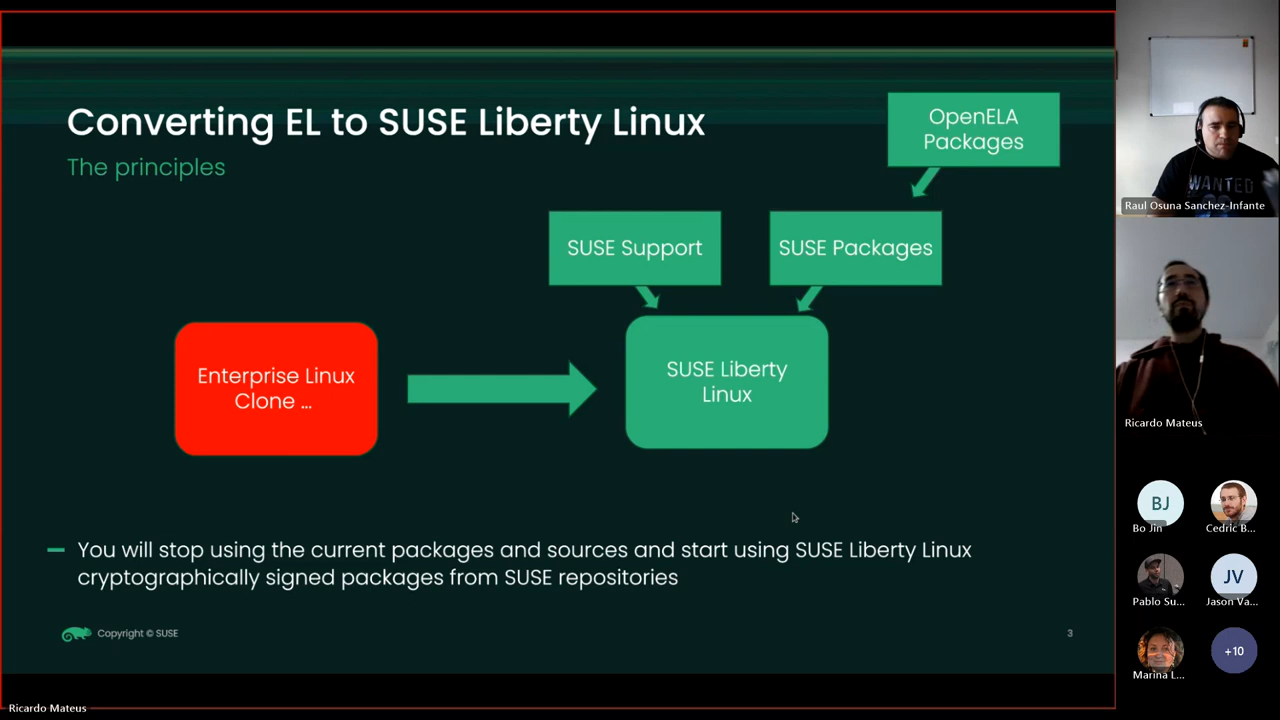 Converting EL to SUSE Liberty Linux
The principles
OpenELA
Packages
SUSE Support
SUSE Packages
Enterprise Linux
Clone ...
SUSE Liberty
Linux
You will stop using the current packages and sources and start using SUSE Liberty Linux
cryptographically signed packages from SUSE repositories
Copyright © SUSE
3
Ricardo Mateus
WANTED
Raul Osuna Sanchez-Infante
Ricardo Mateus
BJ
Bo Jin
Cedric B...
Pablo Su...
JV
Jason Va...
Marina L...
+10